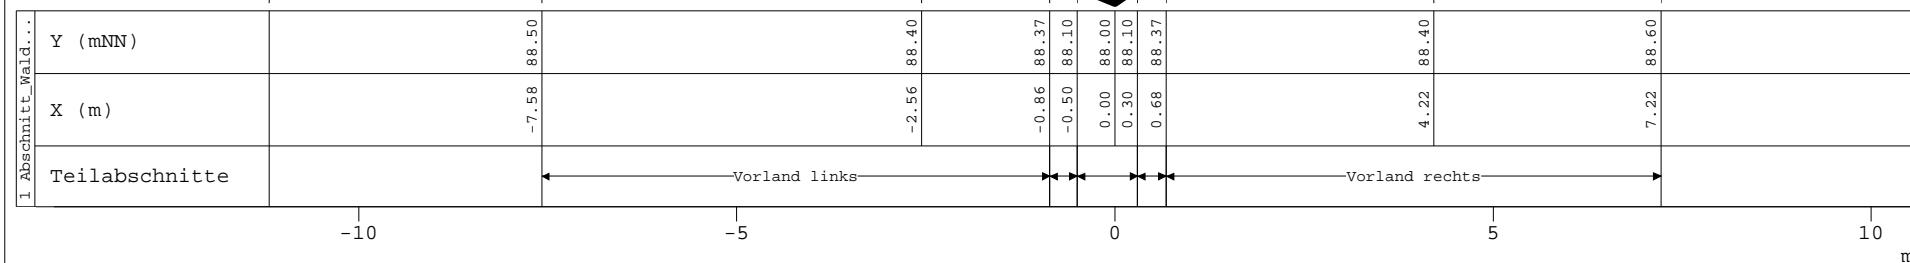 1 Abschnitt_Wald...
Y (mNN)
88.50 88.40 88.37 88.10 88.00 88.10 88.37 88.40 88.60
X (m)
-7.58 -2.56 -0.86 -0.50 0.00 0.30 0.68 4.22 7.22
Teilabschnitte
Vorland links Vorland rechts
-10 -5 0 5 10
m